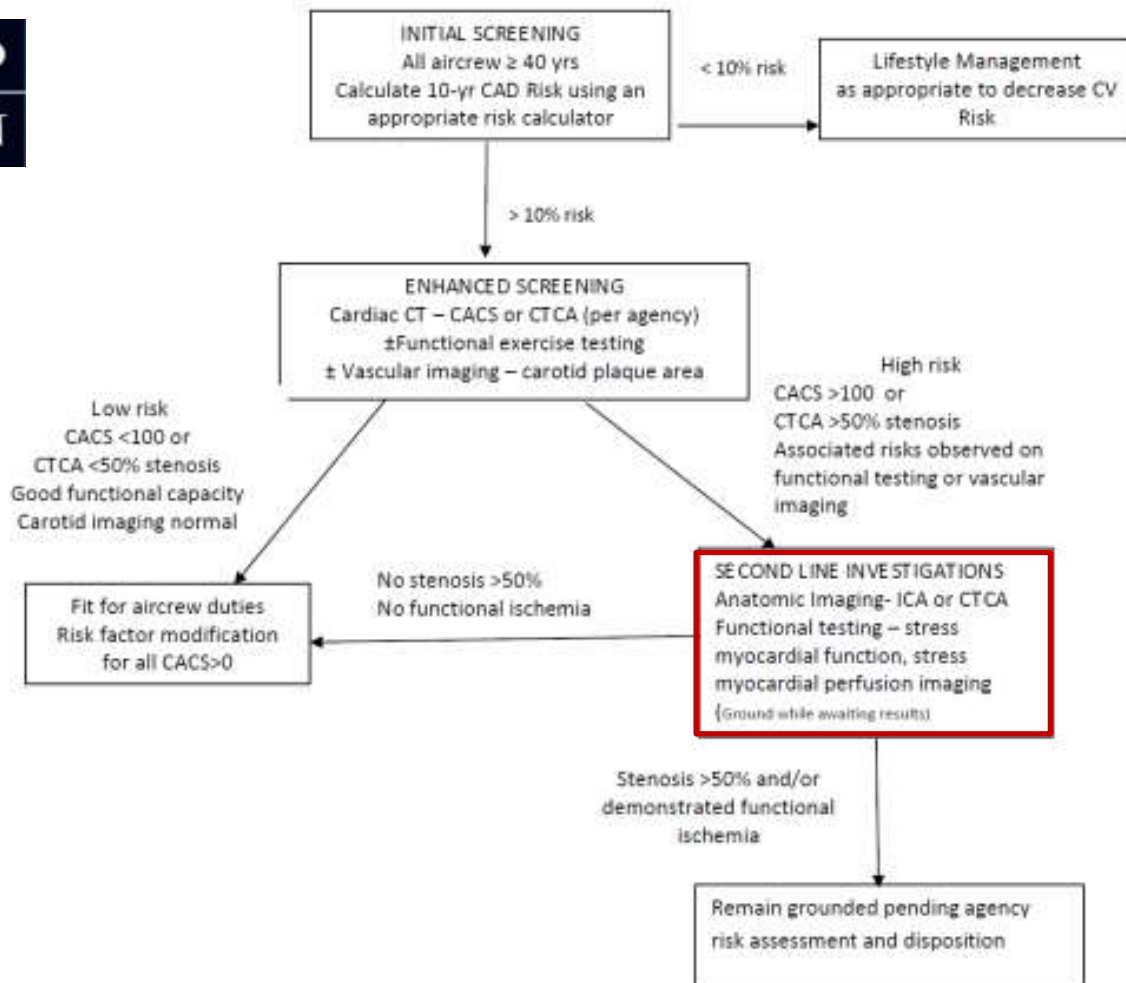 INITIAL SCREENING
All aircrew ≥ 40 yrs
Calculate 10-yr CAD Risk using an
appropriate risk calculator
< 10% risk
Lifestyle Management
as appropriate to decrease CV
Risk
> 10% risk
ENHANCED SCREENING
Cardiac CT – CACS or CTCA (per agency)
±Functional exercise testing
± Vascular imaging – carotid plaque area
Low risk
CACS <100 or
CTCA <50% stenosis
Good functional capacity
Carotid imaging normal
High risk
CACS >100 or
CTCA >50% stenosis
Associated risks observed on
functional testing or vascular
imaging
Fit for aircrew duties
Risk factor modification
for all CACS>0
No stenosis >50%
No functional ischemia
SECOND LINE INVESTIGATIONS
Anatomic Imaging- ICA or CTCA
Functional testing – stress
myocardial function, stress
myocardial perfusion imaging
(Ground while awaiting results)
Stenosis >50% and/or
demonstrated functional
ischemia
Remain grounded pending agency
risk assessment and disposition